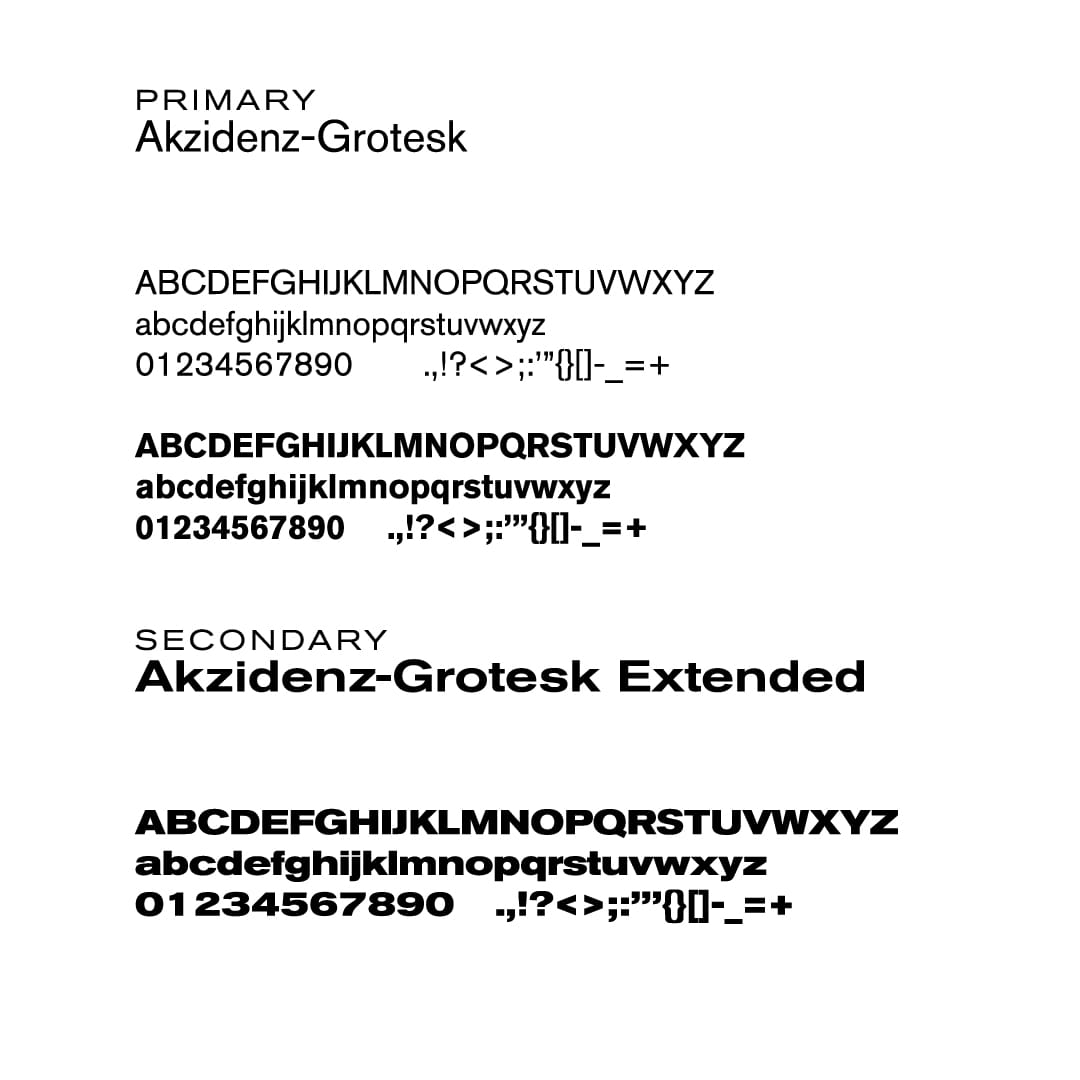 PRIMARY
Akzidenz-Grotesk
ABCDEFGHIJKLMNOPQRSTUVWXYZ
abcdefghijklmnopqrstuvwxyz
01234567890 .,!?<>;:’”{}[]-_=+
ABCDEFGHIJKLMNOPQRSTUVWXYZ
abcdefghijklmnopqrstuvwxyz
01234567890 .,!?<>;:’”{}[]-_=+
SECONDARY
Akzidenz-Grotesk Extended
ABCDEFGHIJKLMNOPQRSTUVWXYZ
abcdefghijklmnopqrstuvwxyz
01234567890 .,!?<>;:’”{}[]-_=+